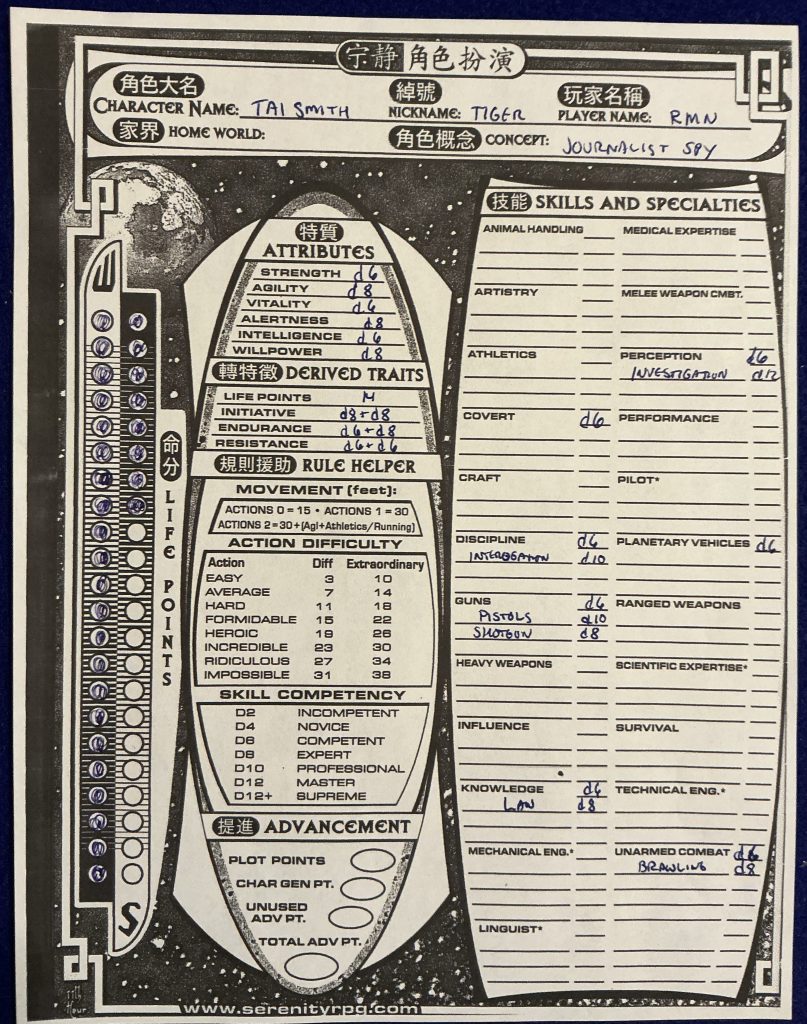 宁静 角色扮演
角色大名 綽號 玩家名稱
CHARACTER NAME: TAI SMITH NICKNAME: TIGER PLAYER NAME: RMN
家界 HOME WORLD: 角色概念 CONCEPT: JOURNALIST SPY
特質
ATTRIBUTES
STRENGTH d6
AGILITY d8
VITALITY d6
ALERTNESS d8
INTELLIGENCE d6
WILLPOWER d8
轉特徵 DERIVED TRAITS
LIFE POINTS 14
INITIATIVE d8+d8
ENDURANCE d6+d8
RESISTANCE d6+d6
規則援助 RULE HELPER
MOVEMENT (feet):
ACTIONS 0 = 15 • ACTIONS 1 = 30
ACTIONS 2 = 30+(Agl+Athletics/Running)
ACTION DIFFICULTY
Action Diff Extraordinary
EASY 3 10
AVERAGE 7 14
HARD 11 18
FORMIDABLE 15 22
HEROIC 19 26
INCREDIBLE 23 30
RIDICULOUS 27 34
IMPOSSIBLE 31 38
SKILL COMPETENCY
D2 INCOMPETENT
D4 NOVICE
D6 COMPETENT
D8 EXPERT
D10 PROFESSIONAL
D12 MASTER
D12+ SUPREME
提進 ADVANCEMENT
PLOT POINTS
CHAR GEN PT.
UNUSED
ADV PT.
TOTAL ADV PT.
命分 LIFE POINTS
技能 SKILLS AND SPECIALTIES
ANIMAL HANDLING MEDICAL EXPERTISE
ARTISTRY MELEE WEAPON CMBT.
ATHLETICS PERCEPTION d6
INVESTIGATION d12
COVERT d6 PERFORMANCE
CRAFT PILOT*
DISCIPLINE d6 PLANETARY VEHICLES d6
INTEROGATION d10
GUNS d6 RANGED WEAPONS
PISTOLS d10
SHOTGUN d8
HEAVY WEAPONS SCIENTIFIC EXPERTISE*
INFLUENCE SURVIVAL
KNOWLEDGE d6 TECHNICAL ENG.*
LAW d8
MECHANICAL ENG.* UNARMED COMBAT d6
BRAWLING d8
LINGUIST*
www.serenityrpg.com